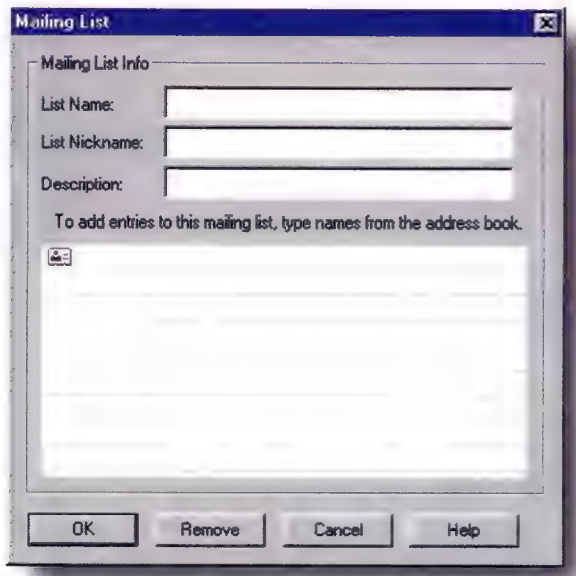 Mailing List
Mailing List Info
List Name:
List Nickname:
Description:
To add entries to this mailing list, type names from the address book.
OK
Remove
Cancel
Help